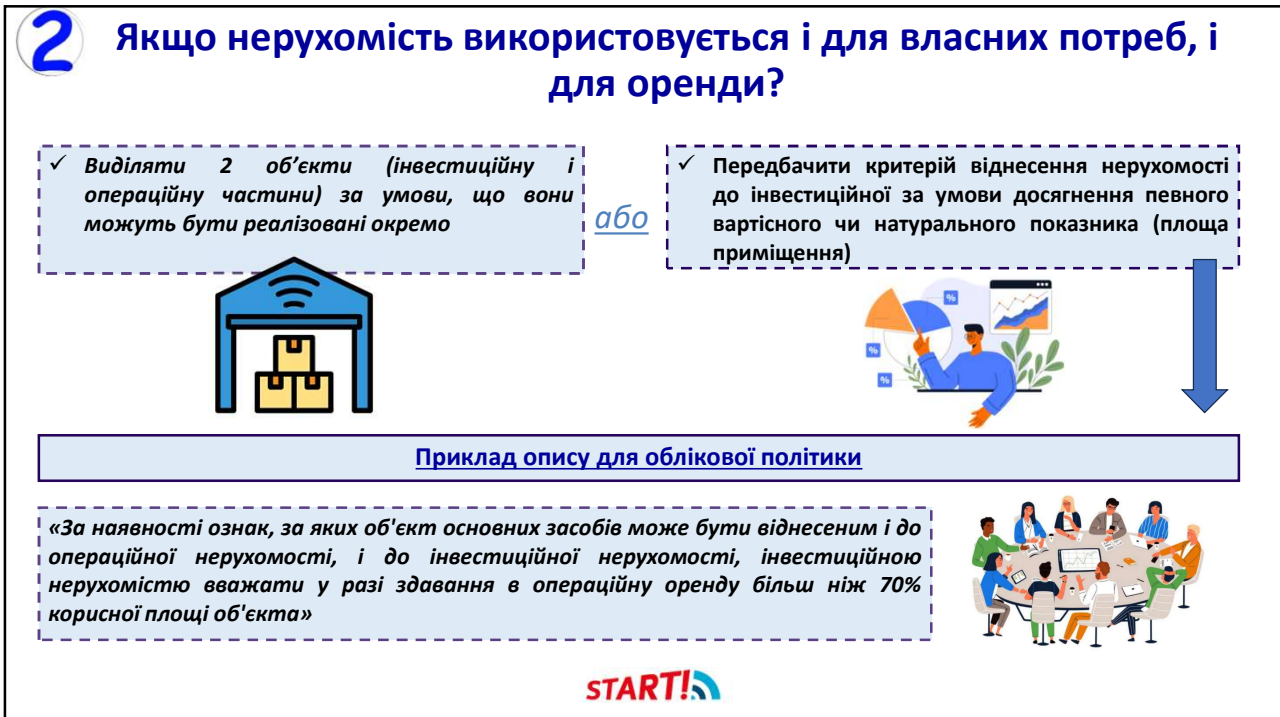 2
Якщо нерухомість використовується і для власних потреб, і
для оренди?
✓ Виділяти 2 об’єкти (інвестиційну і
операційну частини) за умови, що вони
можуть бути реалізовані окремо
або
✓ Передбачити критерій віднесення нерухомості
до інвестиційної за умови досягнення певного
вартісного чи натурального показника (площа
приміщення)
%
%
%
Приклад опису для облікової політики
«За наявності ознак, за яких об'єкт основних засобів може бути віднесеним і до
операційної нерухомості, і до інвестиційної нерухомості, інвестиційною
нерухомістю вважати у разі здавання в операційну оренду більш ніж 70%
корисної площі об'єкта»
START!